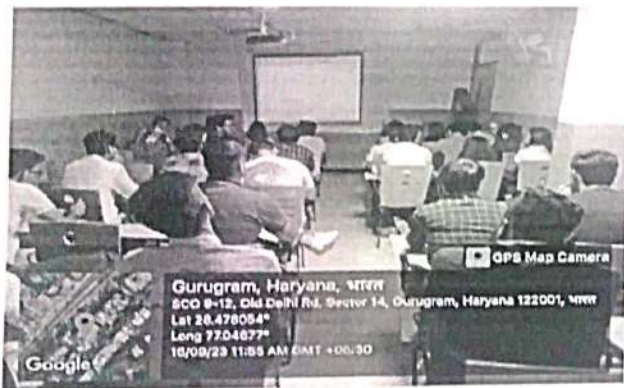 GPS Map Camera
Gurugram, Haryana, भारत
SCO 9-12, Old Delhi Rd, Sector 14, Gurugram, Haryana 122001, भारत
Lat 28.478054°
Long 77.04677°
16/09/23 11:55 AM GMT +05:30
Google